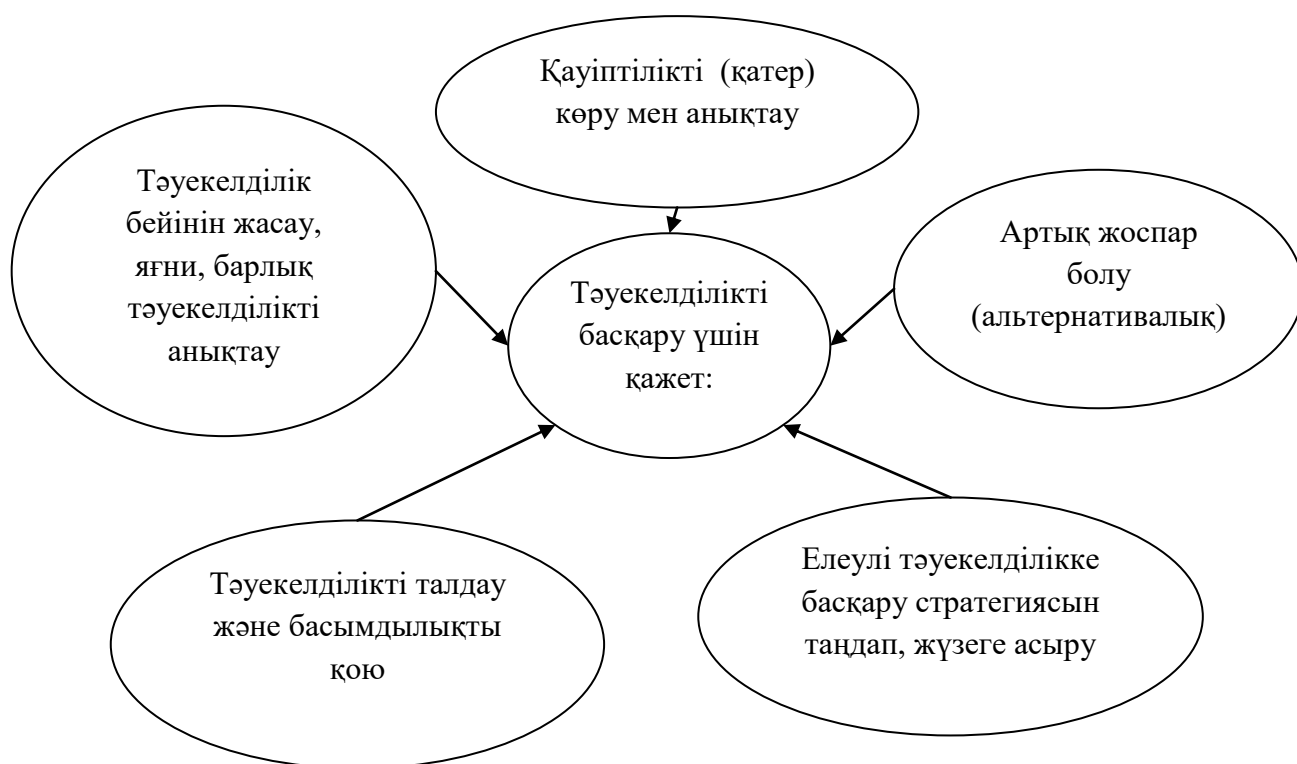 Қауіптілікті (қатер)
көру мен анықтау
Тәуекелділік
бейінін жасау,
яғни, барлық
тәуекелділікті
анықтау
Артық жоспар
болу
(альтернативалық)
Тәуекелділікті
басқару үшін
қажет:
Тәуекелділікті талдау
және басымдылықты
қою
Елеулі тәуекелділікке
басқару стратегиясын
таңдап, жүзеге асыру